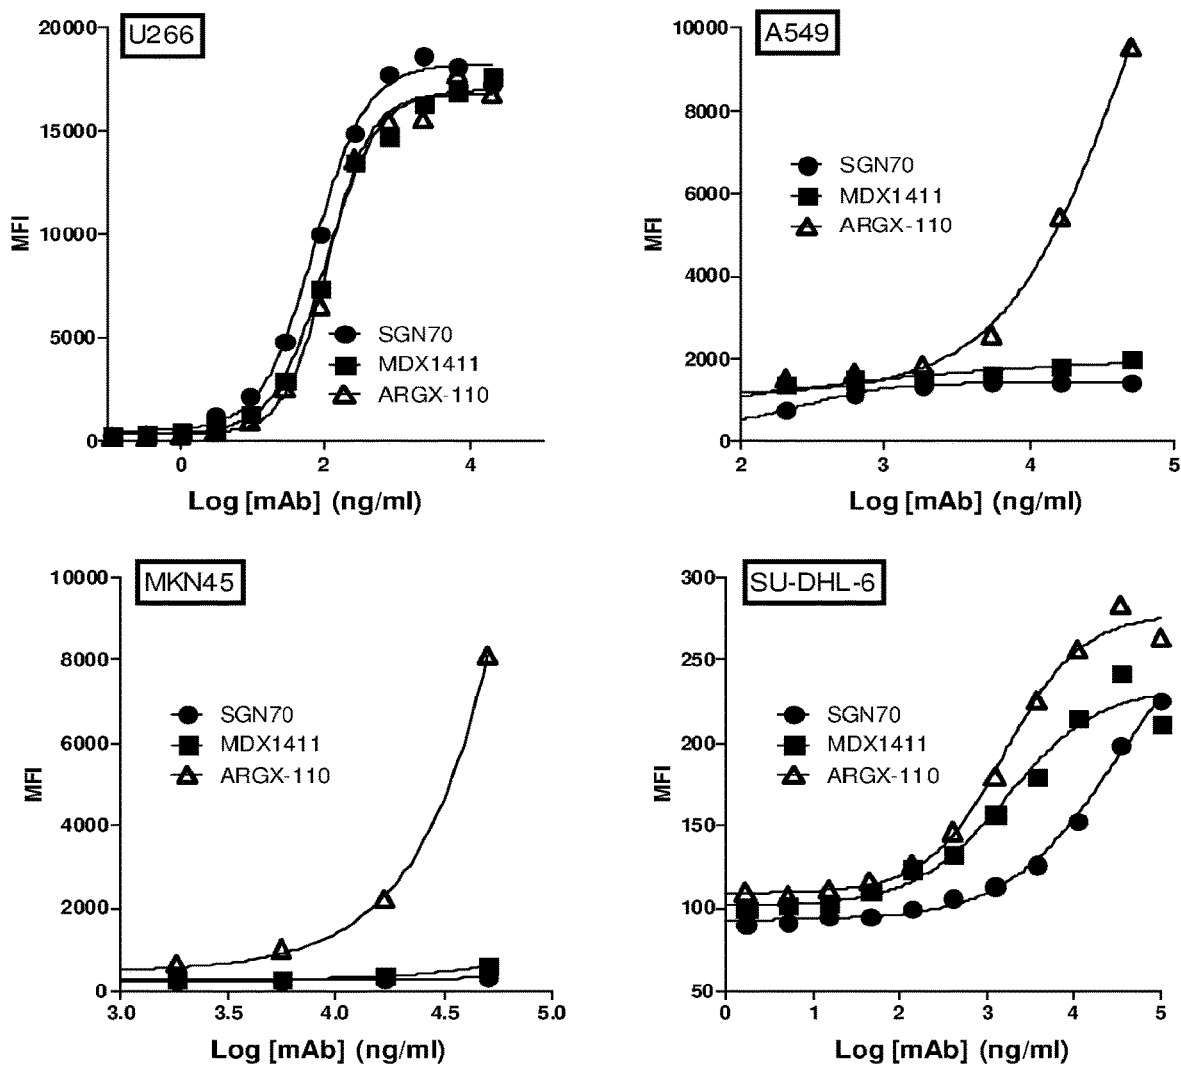 U266
20000
15000
10000
5000
0
MFI
SGN70
MDX1411
ARGX-110
0 2 4
Log [mAb] (ng/ml)
A549
10000
8000
6000
4000
2000
0
MFI
SGN70
MDX1411
ARGX-110
2 3 4 5
Log [mAb] (ng/ml)
MKN45
10000
8000
6000
4000
2000
0
MFI
SGN70
MDX1411
ARGX-110
3.0 3.5 4.0 4.5 5.0
Log [mAb] (ng/ml)
SU-DHL-6
300
250
200
150
100
50
MFI
SGN70
MDX1411
ARGX-110
0 1 2 3 4 5
Log [mAb] (ng/ml)